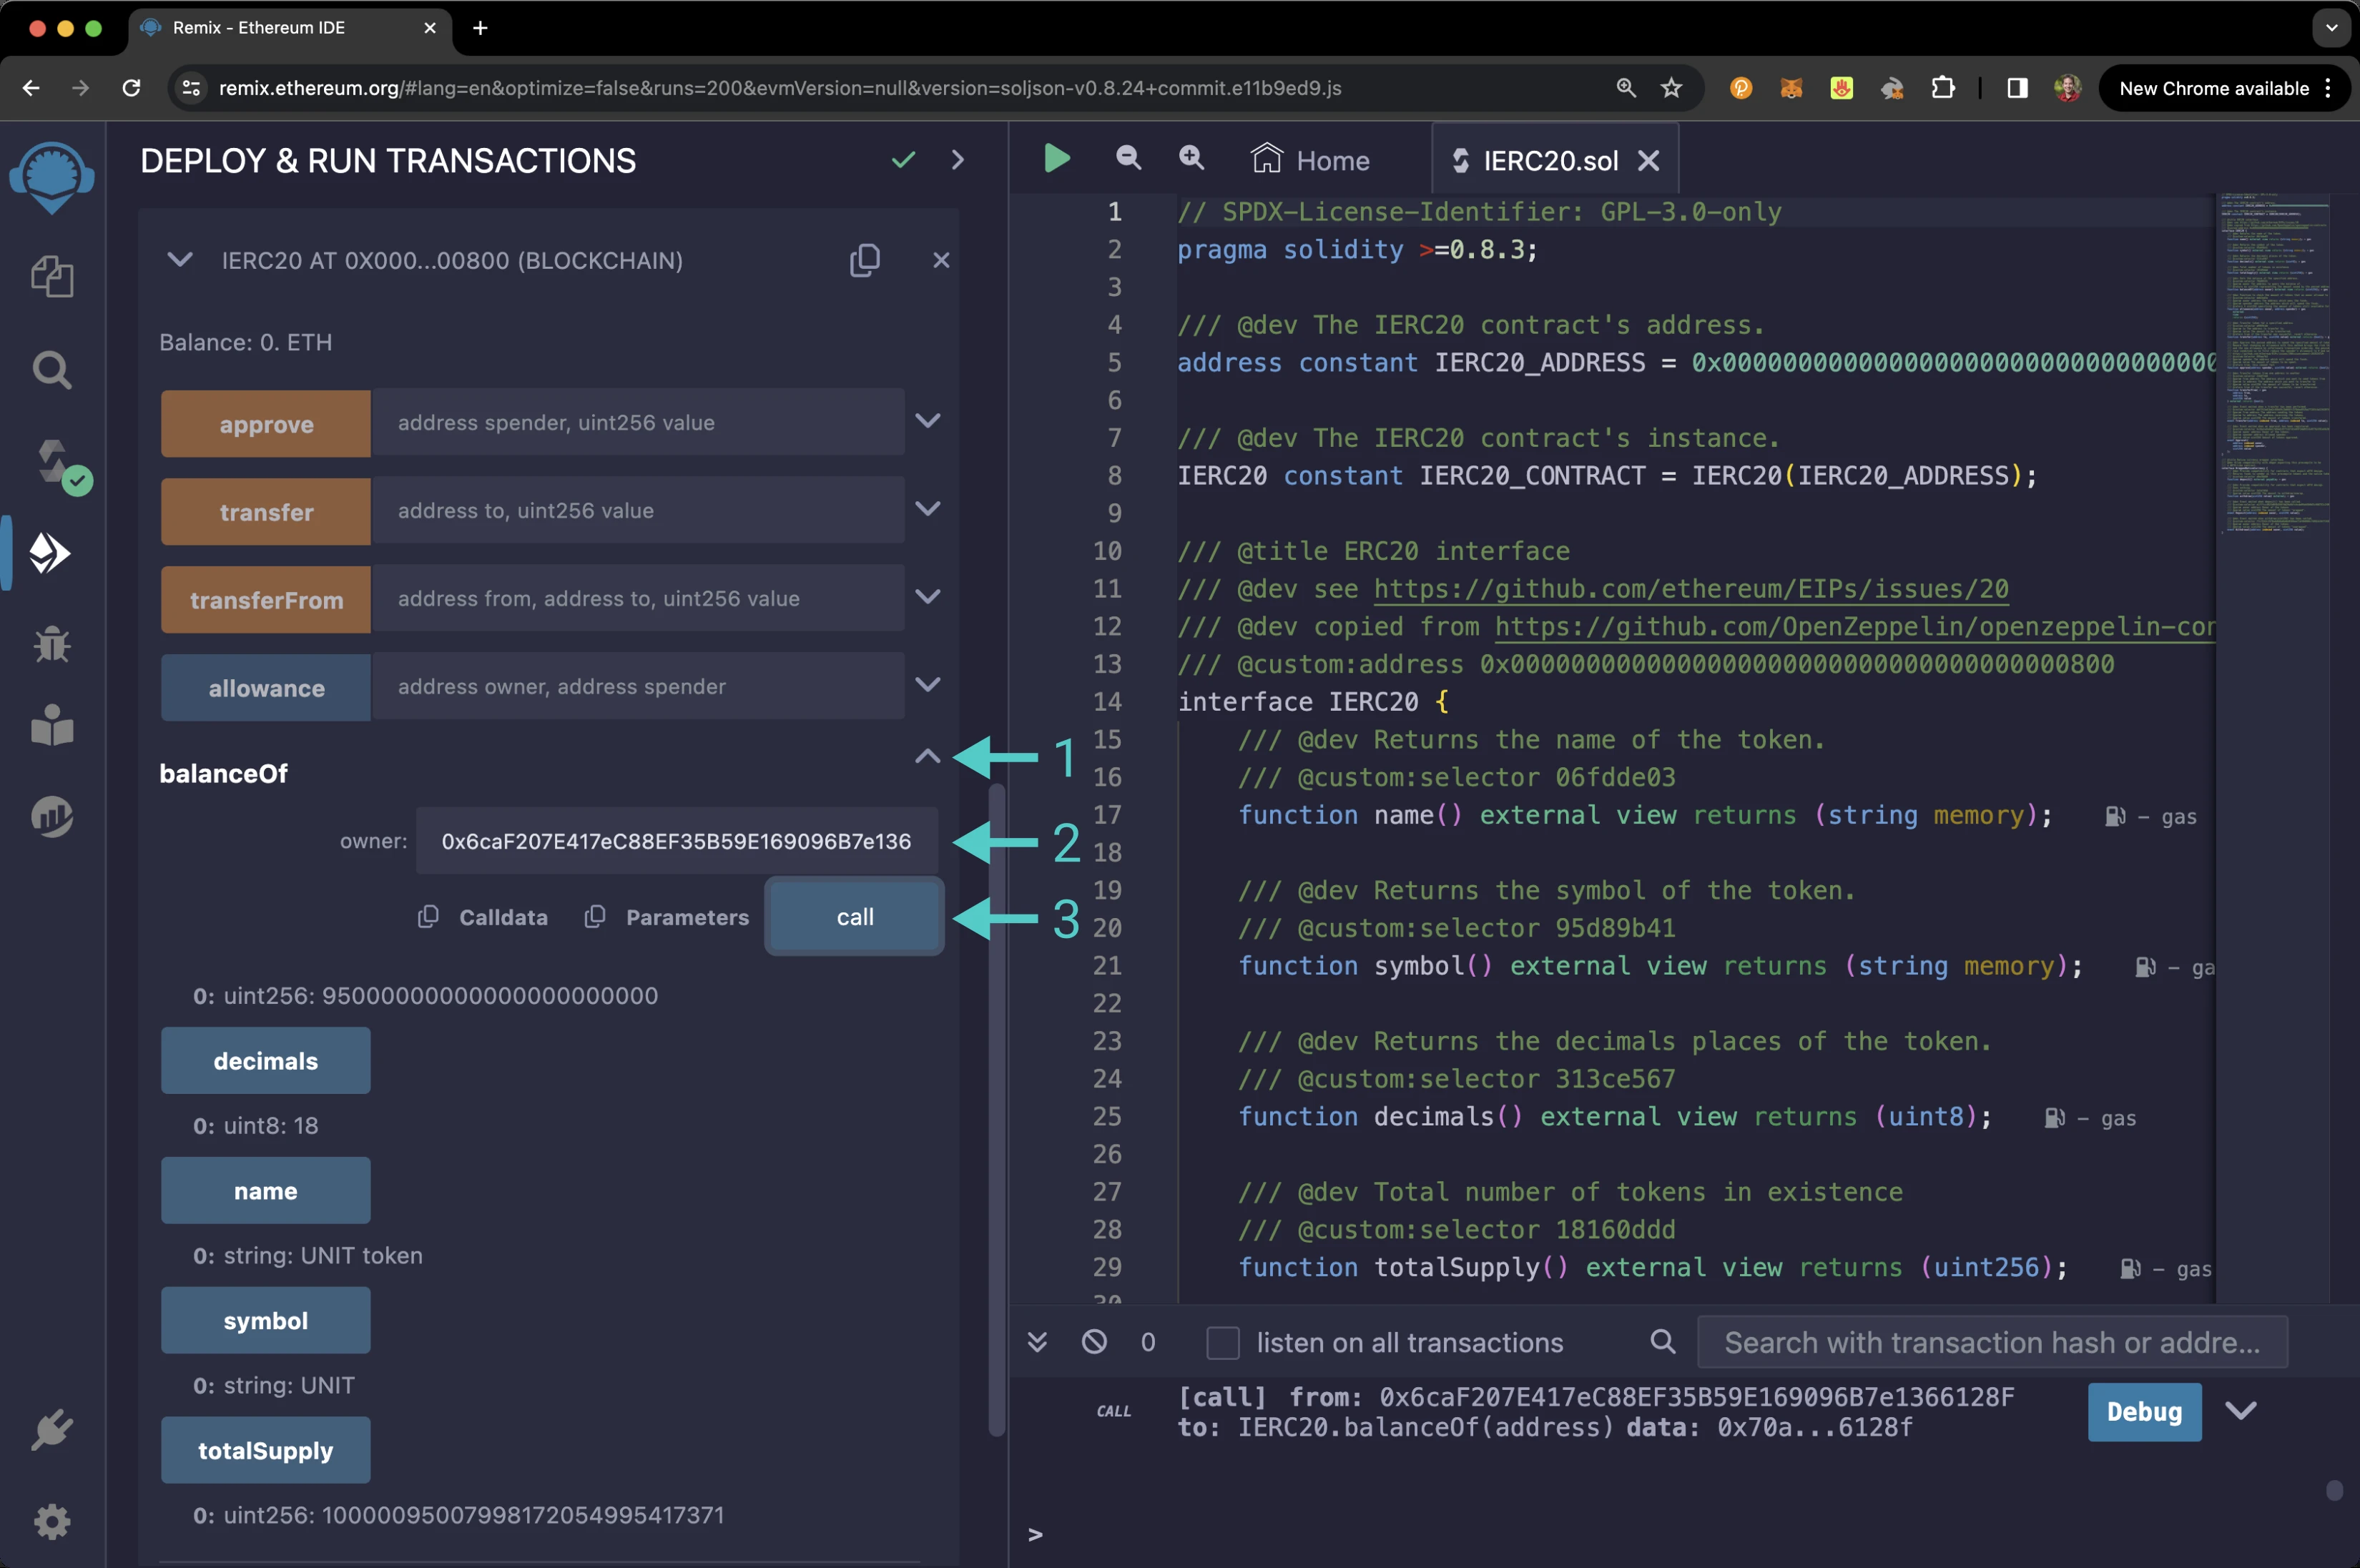 Remix - Ethereum IDE
remix.ethereum.org/#lang=en&optimize=false&runs=200&evmVersion=null&version=soljson-v0.8.24+commit.e11b9ed9.js
New Chrome available
DEPLOY & RUN TRANSACTIONS
IERC20 AT 0X000...00800 (BLOCKCHAIN)
Balance: 0. ETH
approve address spender, uint256 value
transfer address to, uint256 value
transferFrom address from, address to, uint256 value
allowance address owner, address spender
balanceOf
1
owner: 0x6caF207E417eC88EF35B59E169096B7e136
2
Calldata Parameters call
3
0: uint256: 95000000000000000000000
decimals
0: uint8: 18
name
0: string: UNIT token
symbol
0: string: UNIT
totalSupply
0: uint256: 10000095007998172054995417371
Home IERC20.sol
1 // SPDX-License-Identifier: GPL-3.0-only
2 pragma solidity >=0.8.3;
3
4 /// @dev The IERC20 contract's address.
5 address constant IERC20_ADDRESS = 0x00000000000000000000000000000000
6
7 /// @dev The IERC20 contract's instance.
8 IERC20 constant IERC20_CONTRACT = IERC20(IERC20_ADDRESS);
9
10 /// @title ERC20 interface
11 /// @dev see https://github.com/ethereum/EIPs/issues/20
12 /// @dev copied from https://github.com/OpenZeppelin/openzeppelin-con
13 /// @custom:address 0x0000000000000000000000000000000000000800
14 interface IERC20 {
15 /// @dev Returns the name of the token.
16 /// @custom:selector 06fdde03
17 function name() external view returns (string memory); - gas
18
19 /// @dev Returns the symbol of the token.
20 /// @custom:selector 95d89b41
21 function symbol() external view returns (string memory); - ga
22
23 /// @dev Returns the decimals places of the token.
24 /// @custom:selector 313ce567
25 function decimals() external view returns (uint8); - gas
26
27 /// @dev Total number of tokens in existence
28 /// @custom:selector 18160ddd
29 function totalSupply() external view returns (uint256); - gas
30
0 listen on all transactions Search with transaction hash or addre...
CALL [call] from: 0x6caF207E417eC88EF35B59E169096B7e1366128F
to: IERC20.balanceOf(address) data: 0x70a...6128f
Debug
>